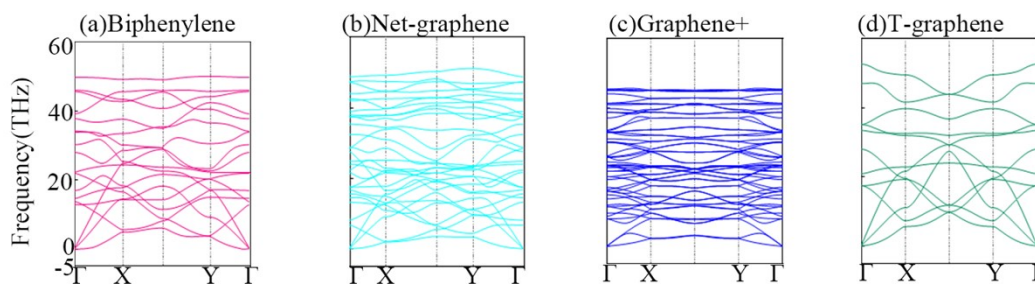 (a)Biphenylene
(b)Net-graphene
(c)Graphene+
(d)T-graphene
Frequency(THz)
60
40
20
0
-5
Γ X Y Γ
Γ X Y Γ
Γ X Y Γ
Γ X Y